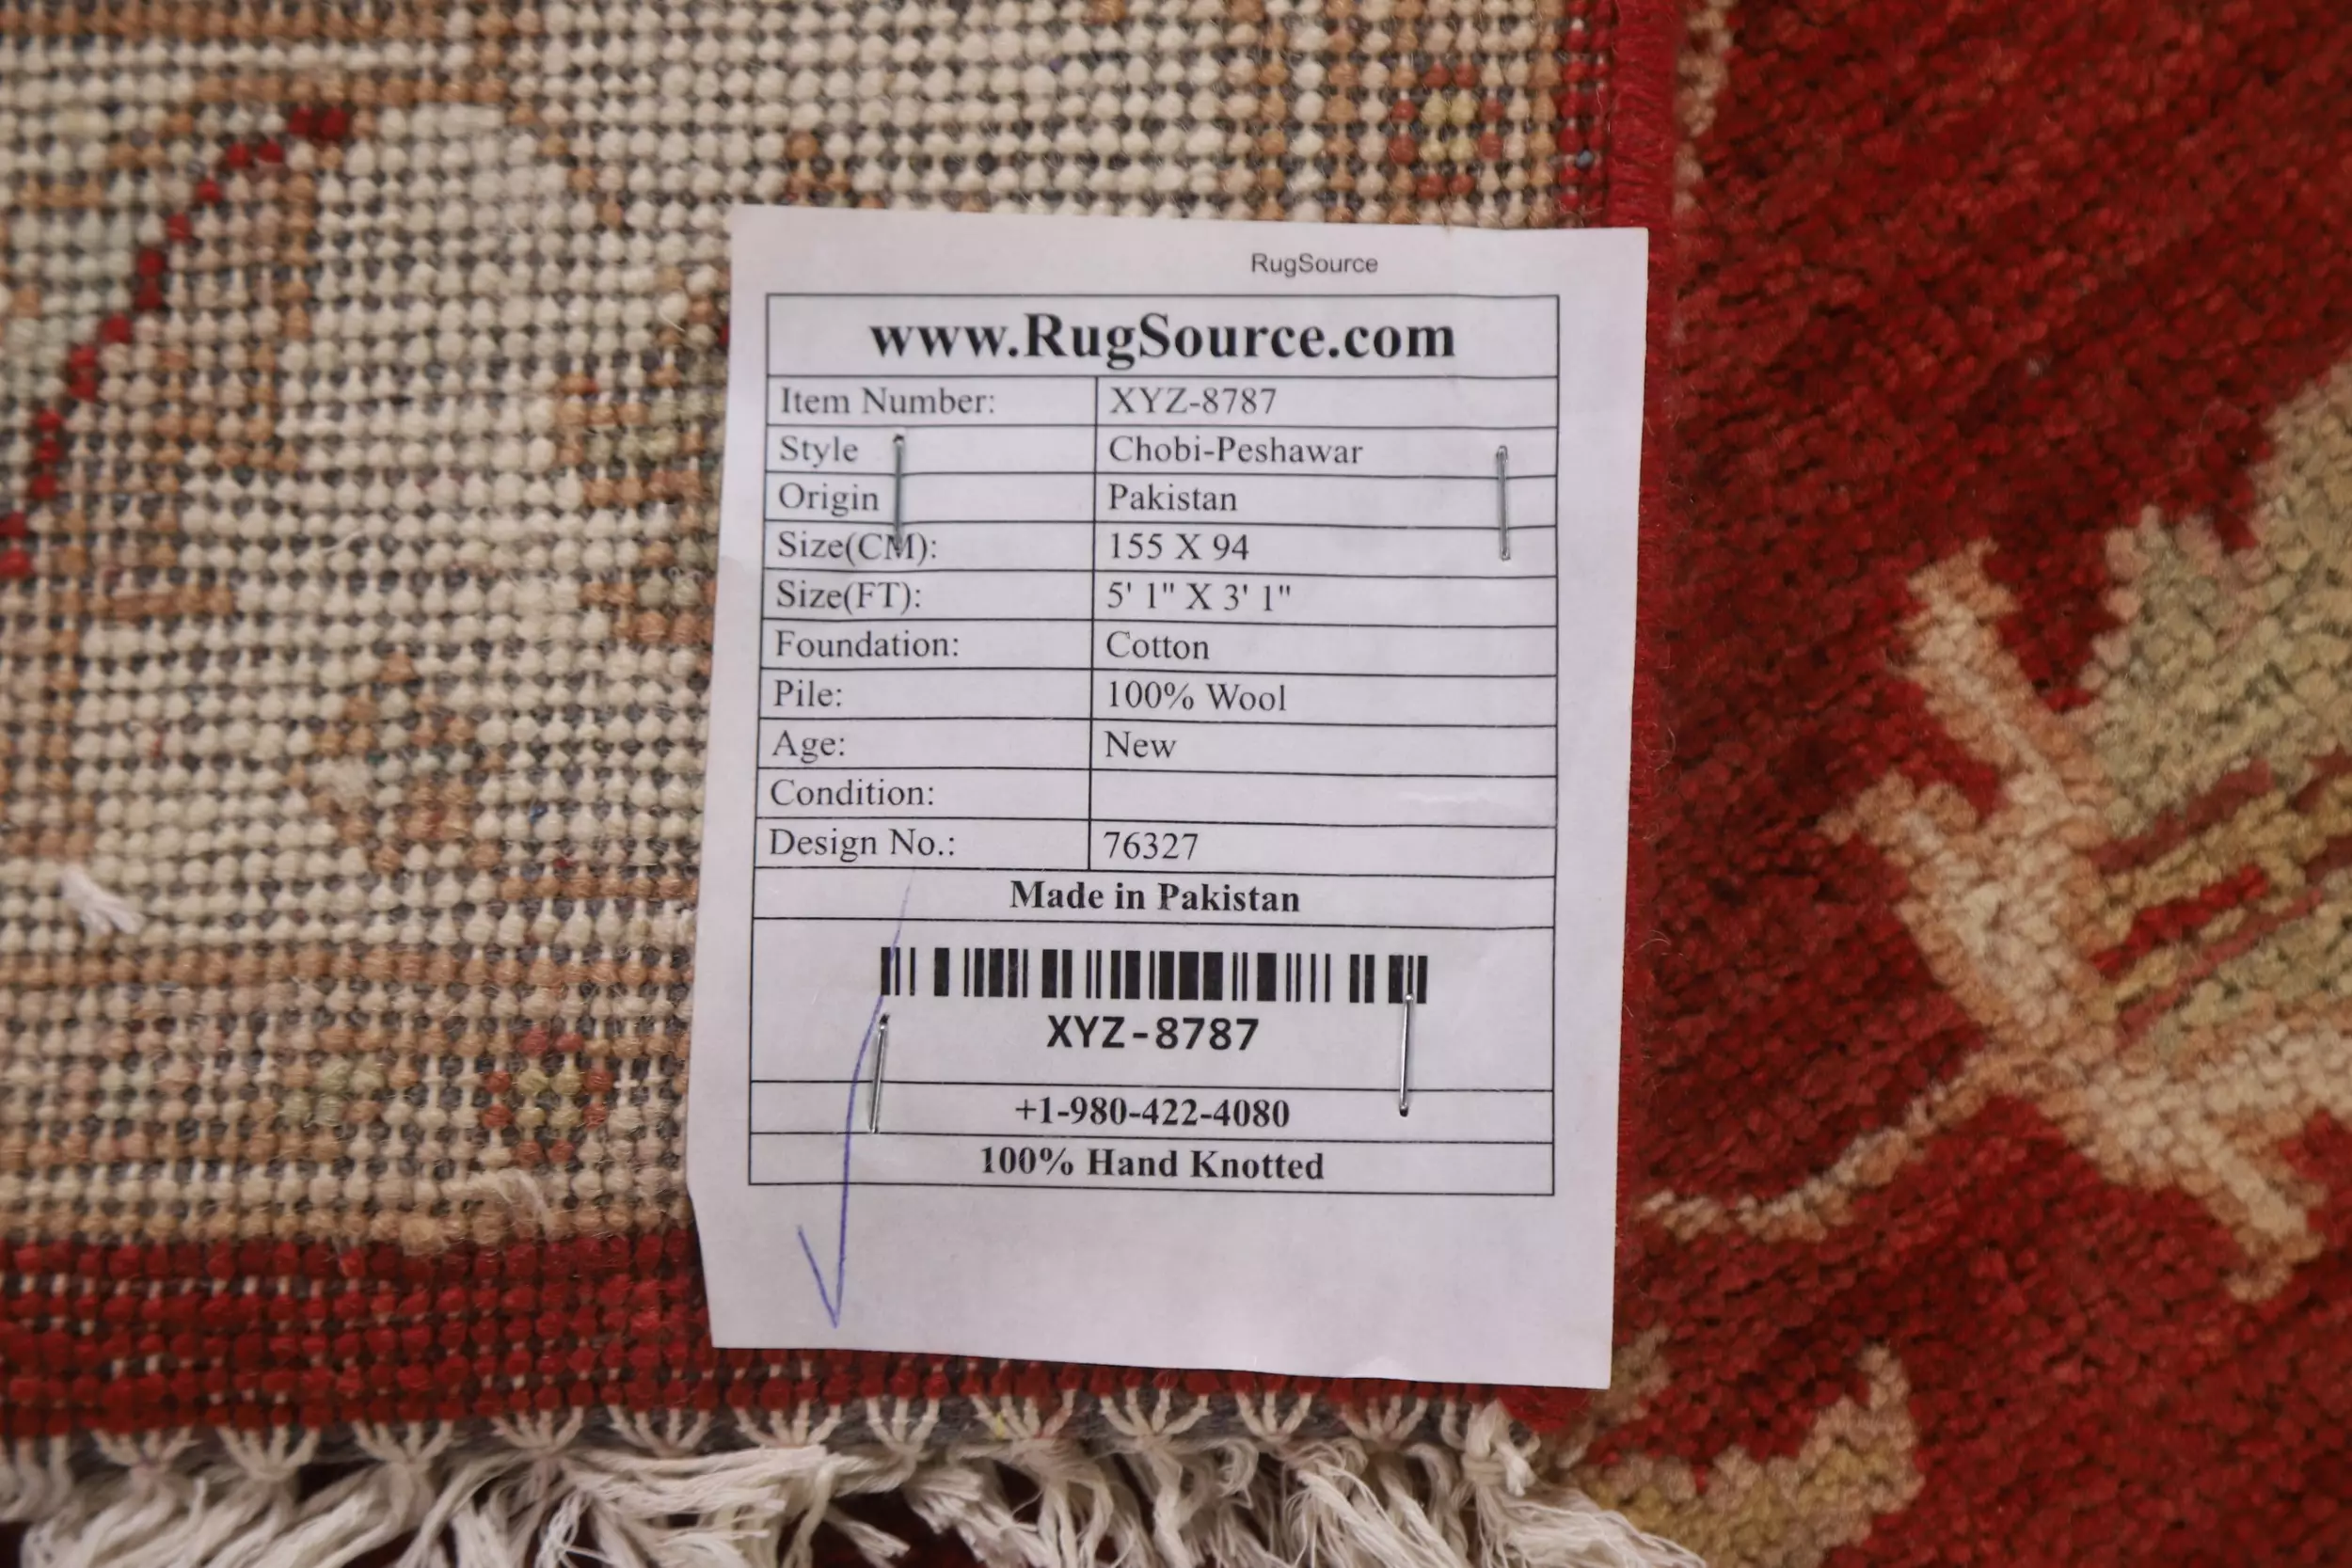 RugSource
www.RugSource.com
Item Number: XYZ-8787
Style Chobi-Peshawar
Origin Pakistan
Size(CM): 155 X 94
Size(FT): 5' 1" X 3' 1"
Foundation: Cotton
Pile: 100% Wool
Age: New
Condition:
Design No.: 76327
Made in Pakistan
XYZ-8787
+1-980-422-4080
100% Hand Knotted